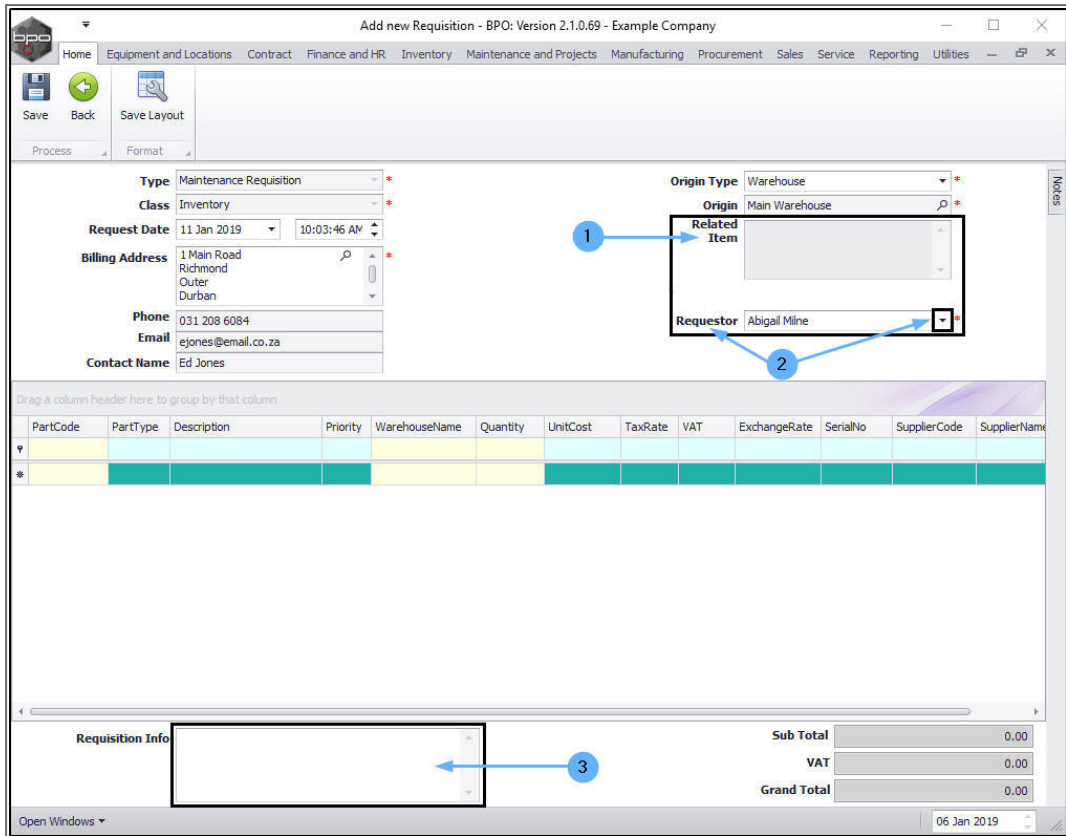 Add new Requisition - BPO: Version 2.1.0.69 - Example Company
bpo
Home Equipment and Locations Contract Finance and HR Inventory Maintenance and Projects Manufacturing Procurement Sales Service Reporting Utilities
Save Back Save Layout
Process Format
Type Maintenance Requisition * Origin Type Warehouse *
Class Inventory * Origin Main Warehouse *
Request Date 11 Jan 2019 10:03:46 AM 1 Related
Item
Billing Address 1 Main Road *
Richmond
Outer
Durban
Phone 031 208 6084 Requestor Abigail Milne *
Email ejones@email.co.za
2
Contact Name Ed Jones
Notes
Drag a column header here to group by that column
PartCode PartType Description Priority WarehouseName Quantity UnitCost TaxRate VAT ExchangeRate SerialNo SupplierCode SupplierName
Requisition Info Sub Total 0.00
3 VAT 0.00
Grand Total 0.00
Open Windows 06 Jan 2019